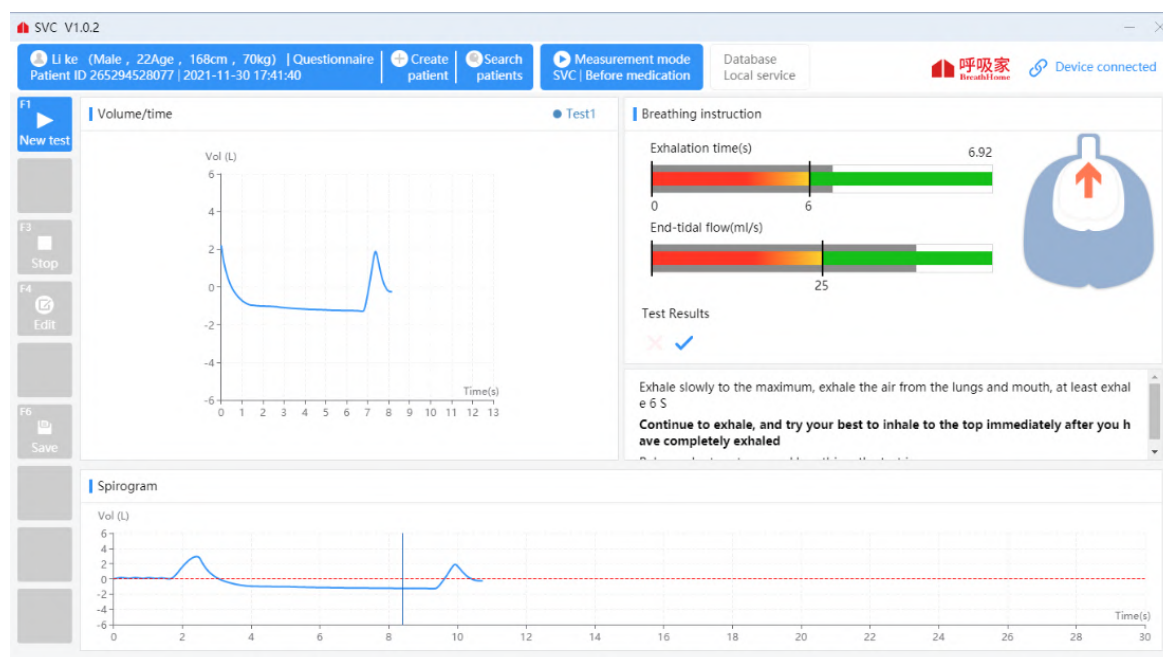 SVC V1.0.2
Li ke (Male , 22Age , 168cm , 70kg) | Questionnaire
Patient ID 265294528077 | 2021-11-30 17:41:40
Create
patient
Search
patients
Measurement mode
SVC | Before medication
Database
Local service
呼吸家
BreathHome
Device connected
F1
New test
F3
Stop
F4
Edit
F6
Save
Volume/time
Test1
Vol (L)
6
4
2
0
-2
-4
-6
Time(s)
0 1 2 3 4 5 6 7 8 9 10 11 12 13
Breathing instruction
Exhalation time(s)
6.92
0 6
End-tidal flow(ml/s)
25
Test Results
Exhale slowly to the maximum, exhale the air from the lungs and mouth, at least exhal
e 6 S
Continue to exhale, and try your best to inhale to the top immediately after you h
ave completely exhaled
Spirogram
Vol (L)
6
4
2
0
-2
-4
-6
Time(s)
0 2 4 6 8 10 12 14 16 18 20 22 24 26 28 30